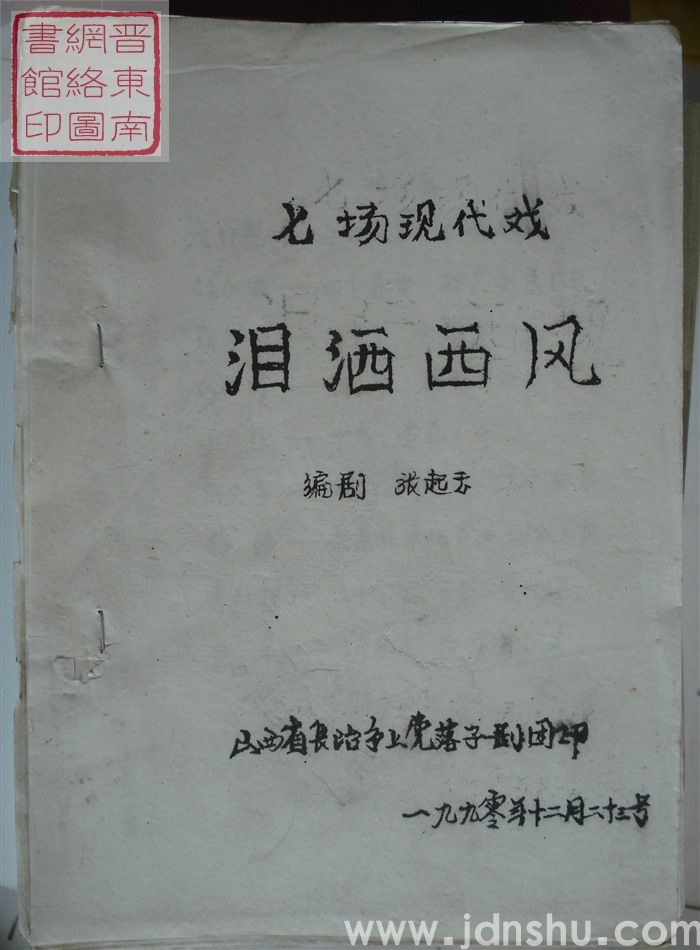 晋東南
網絡圖
書館印
七场现代戏
泪洒西风
编剧 张起云
山西省长治市上党落子剧团印
一九九零年十二月二十三号
www.jdnshu.com